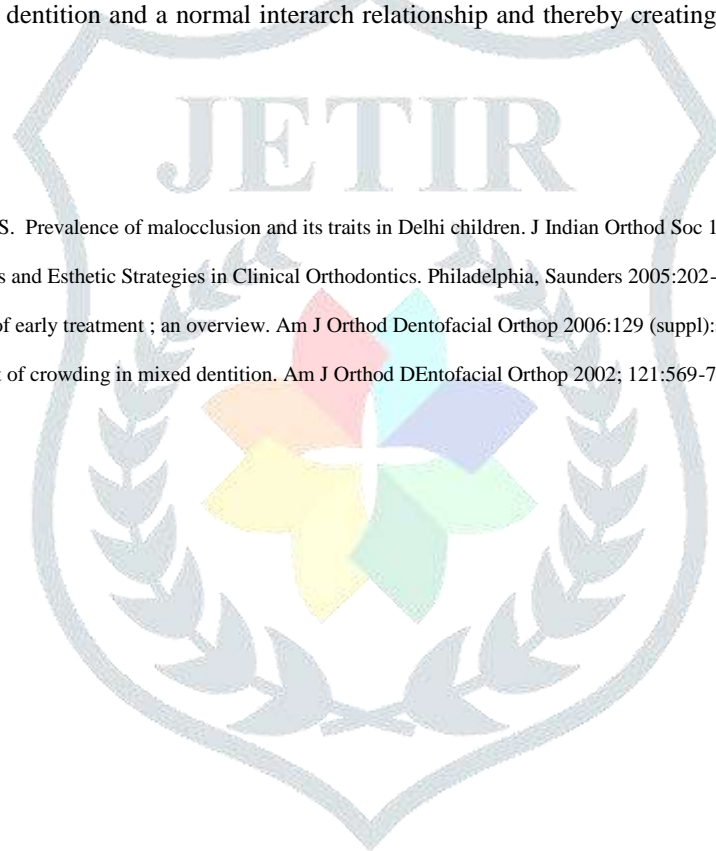 dentition and a normal interarch relationship and thereby creating
JETIR
S. Prevalence of malocclusion and its traits in Delhi children. J Indian Orthod Soc 1
s and Esthetic Strategies in Clinical Orthodontics. Philadelphia, Saunders 2005:202-
of early treatment ; an overview. Am J Orthod Dentofacial Orthop 2006:129 (suppl):
of crowding in mixed dentition. Am J Orthod DEntofacial Orthop 2002; 121:569-7